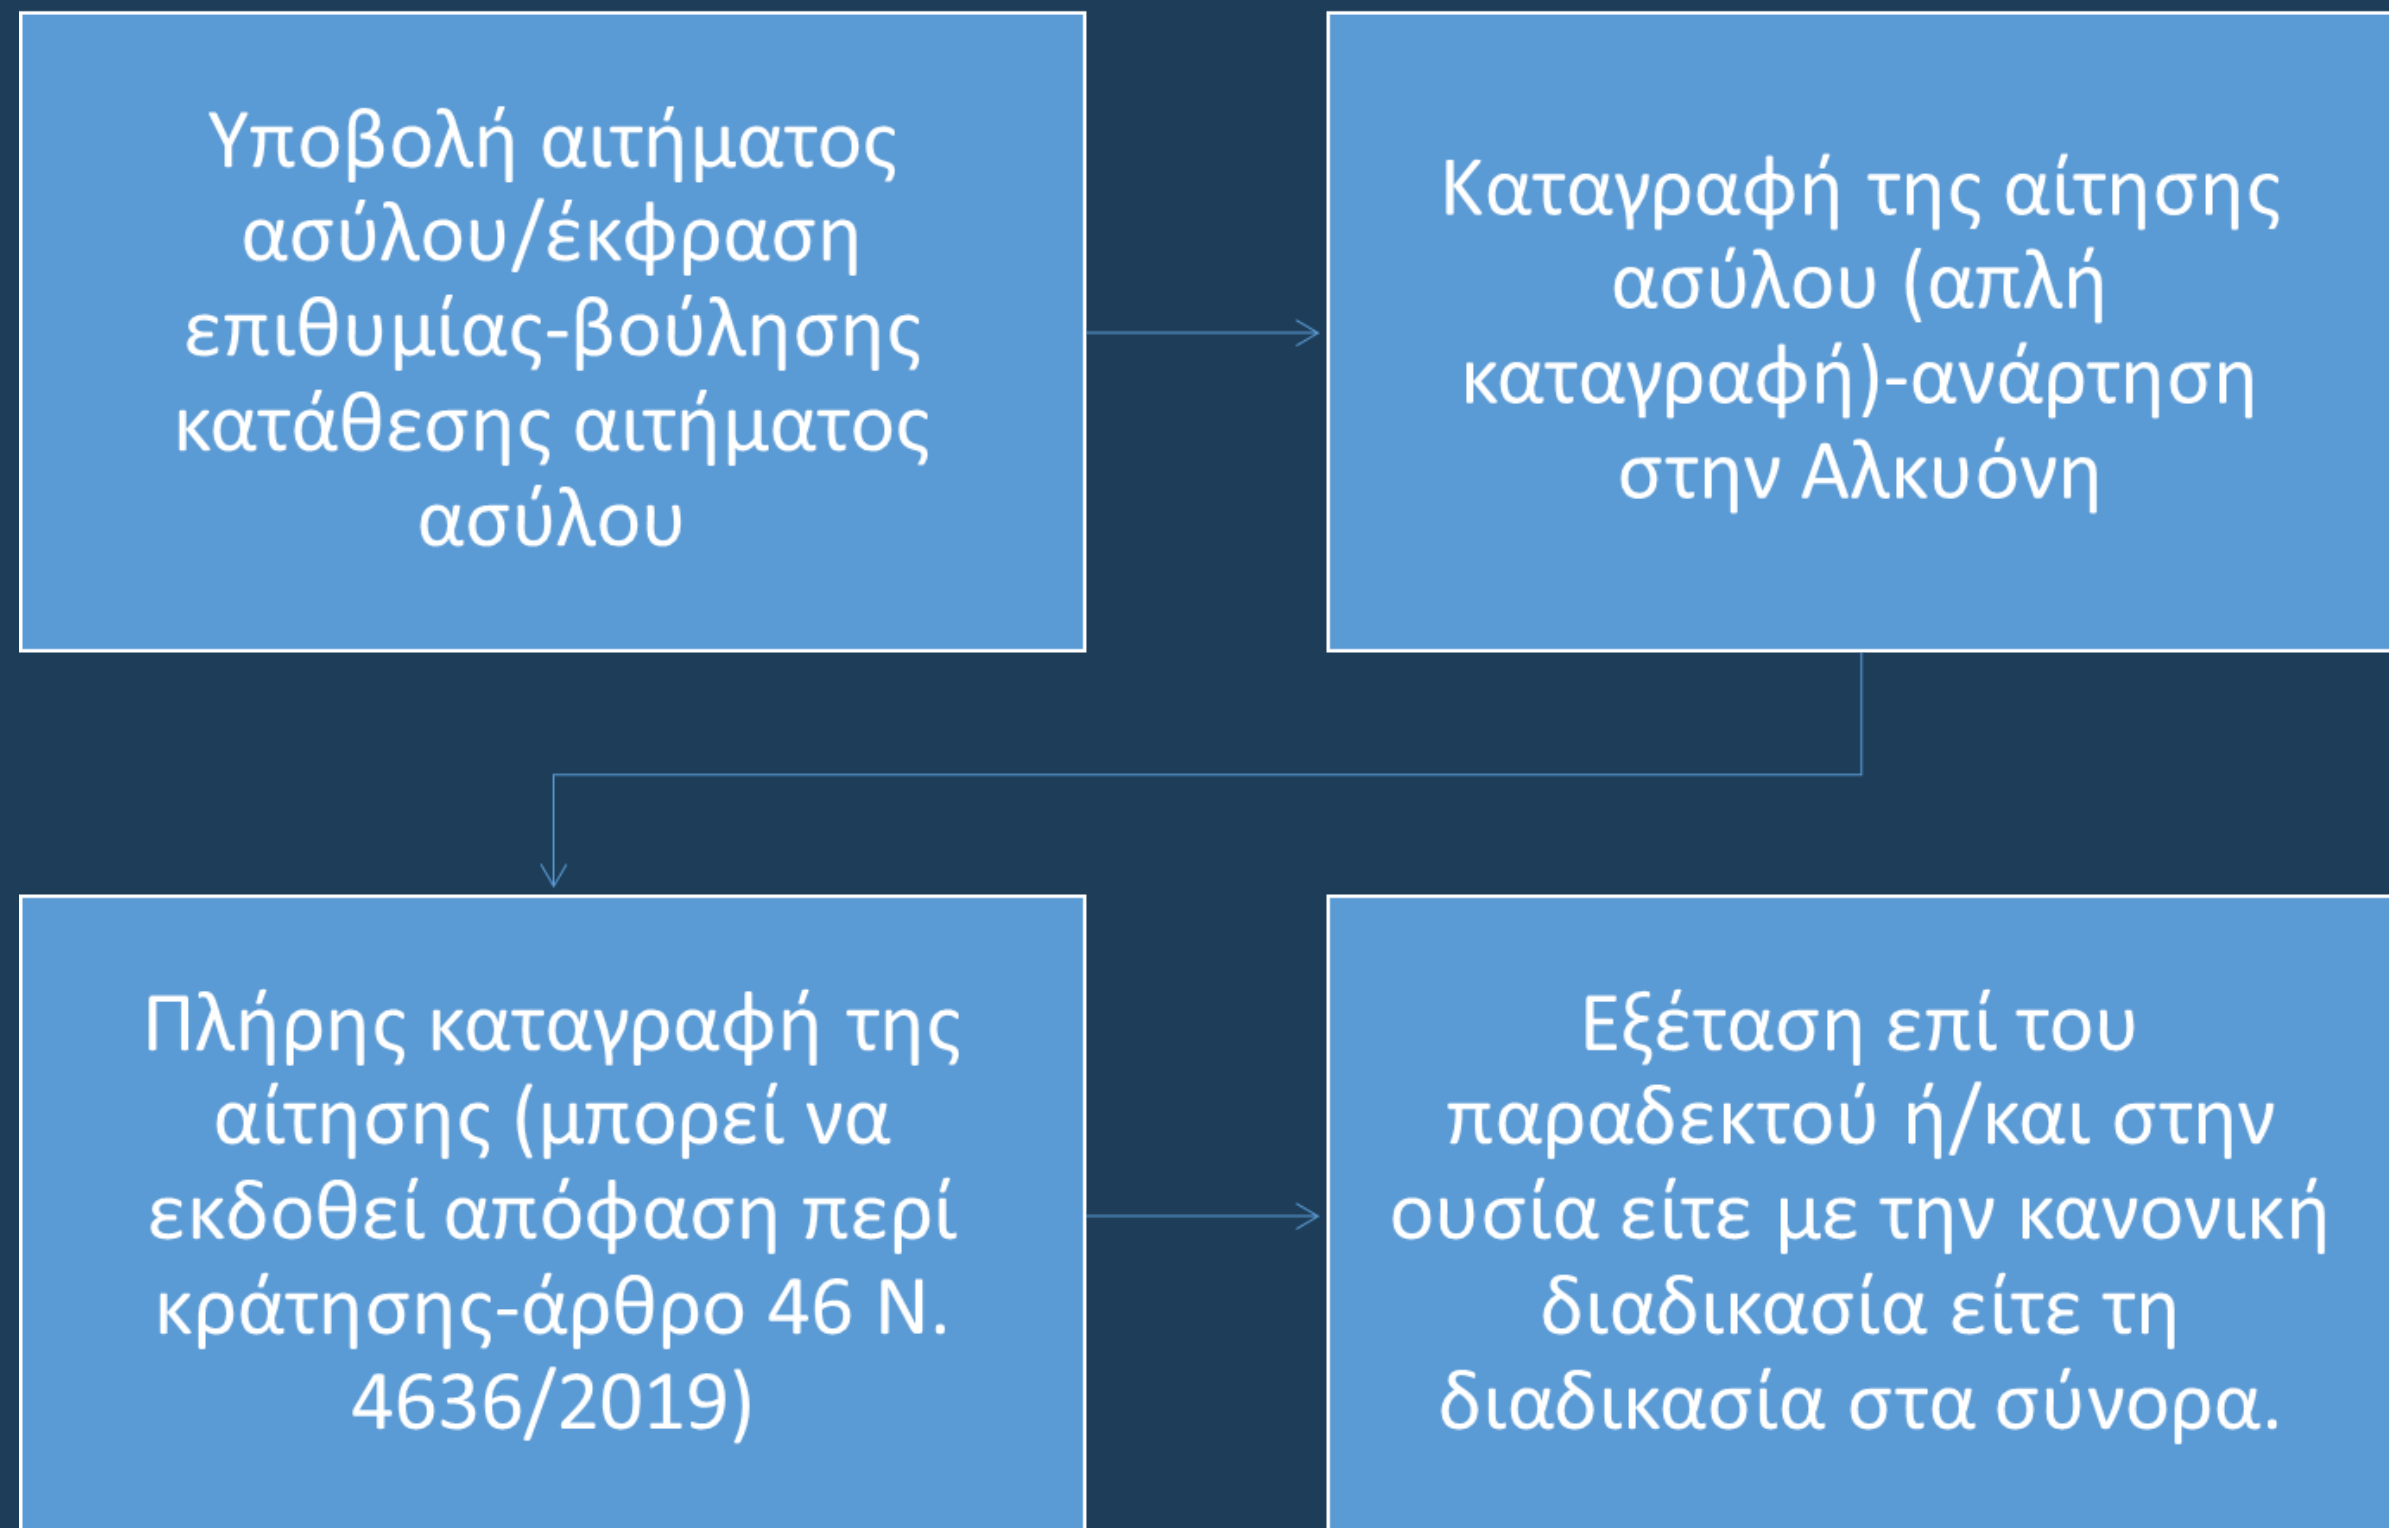 Υποβολή αιτήματος
ασύλου/έκφραση
επιθυμίας-βούλησης
κατάθεσης αιτήματος
ασύλου
Καταγραφή της αίτησης
ασύλου (απλή
καταγραφή)-ανάρτηση
στην Αλκυόνη
Πλήρης καταγραφή της
αίτησης (μπορεί να
εκδοθεί απόφαση περί
κράτησης-άρθρο 46 Ν.
4636/2019)
Εξέταση επί του
παραδεκτού ή/και στην
ουσία είτε με την κανονική
διαδικασία είτε τη
διαδικασία στα σύνορα.